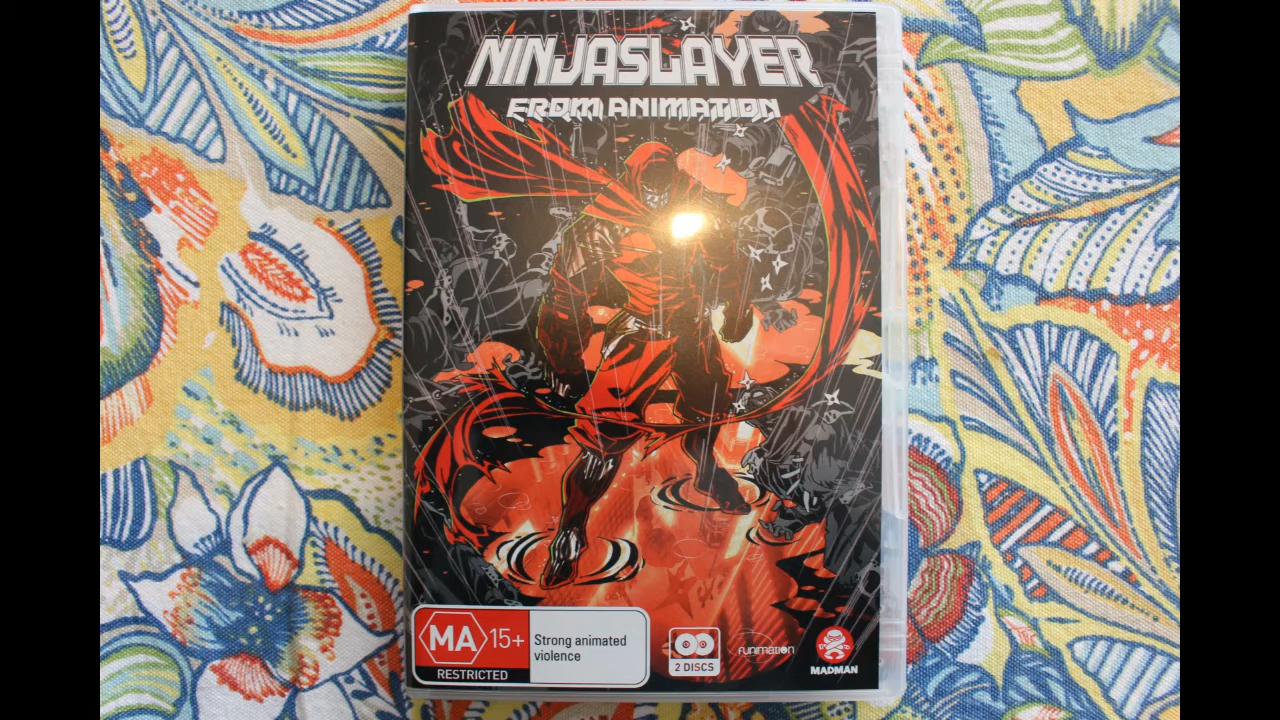 NINJASLAYER
FROM ANIMATION
MA 15+
RESTRICTED
Strong animated
violence
2 DISCS
FUNIMATION
MADMAN